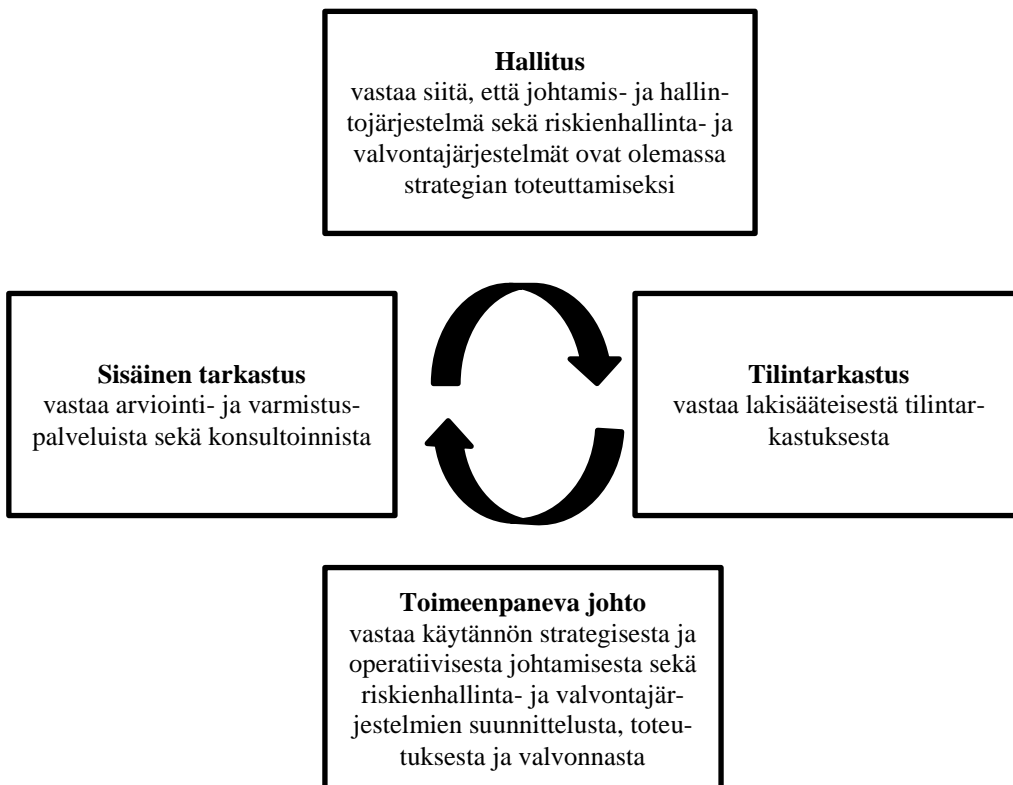 Hallitus
vastaa siitä, että johtamis- ja hallin-
tojärjestelmä sekä riskienhallinta- ja
valvontajärjestelmät ovat olemassa
strategian toteuttamiseksi
Sisäinen tarkastus
vastaa arviointi- ja varmistus-
palveluista sekä konsultoinnista
Tilintarkastus
vastaa lakisääteisestä tilintar-
kastuksesta
Toimeenpaneva johto
vastaa käytännön strategisesta ja
operatiivisesta johtamisesta sekä
riskienhallinta- ja valvontajär-
jestelmien suunnittelusta, toteu-
tuksesta ja valvonnasta